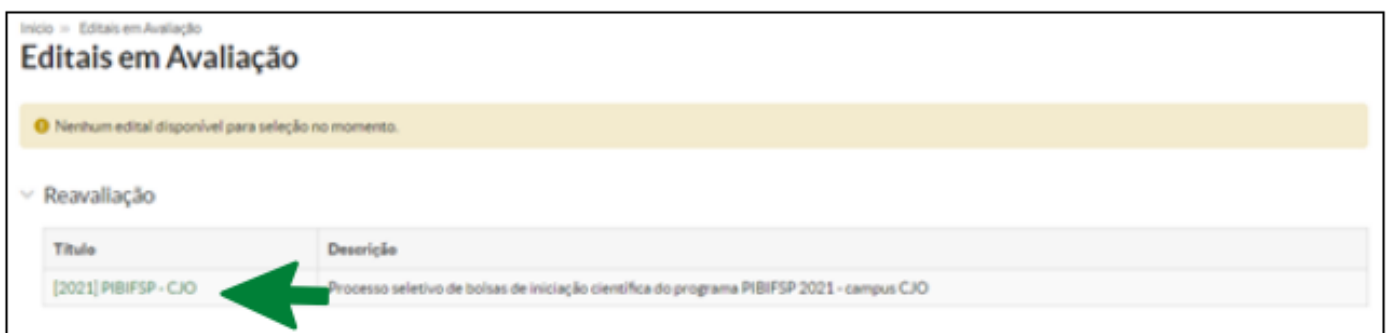 Início » Editais em Avaliação
Editais em Avaliação
Nenhum edital disponível para seleção no momento.
Reavaliação
Título Descrição
[2021] PIBIFSP - CJO Processo seletivo de bolsas de iniciação científica do programa PIBIFSP 2021 - campus CJO